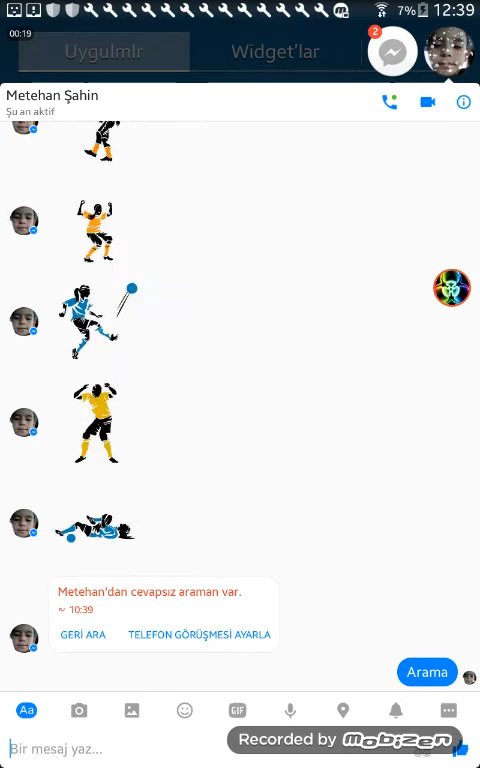 7% 12:39
00:19
Uygulmlr Widget'lar
2
Metehan Şahin
Şu an aktif
Metehan'dan cevapsız araman var.
10:39
GERİ ARA TELEFON GÖRÜŞMESİ AYARLA
Arama
Aa
GIF
Bir mesaj yaz...
Recorded by Mobizen